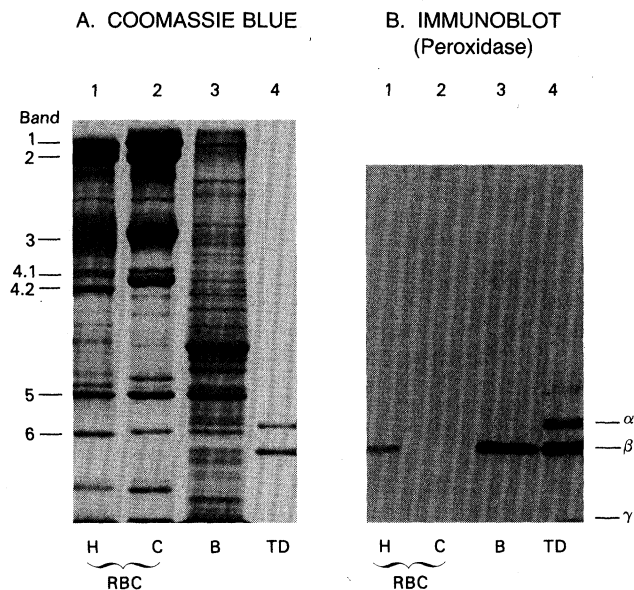 A. COOMASSIE BLUE
B. IMMUNOBLOT
(Peroxidase)
1 2 3 4
1 2 3 4
Band
1
2
3
4.1
4.2
5
6
α
β
γ
H C B TD
RBC
H C B TD
RBC